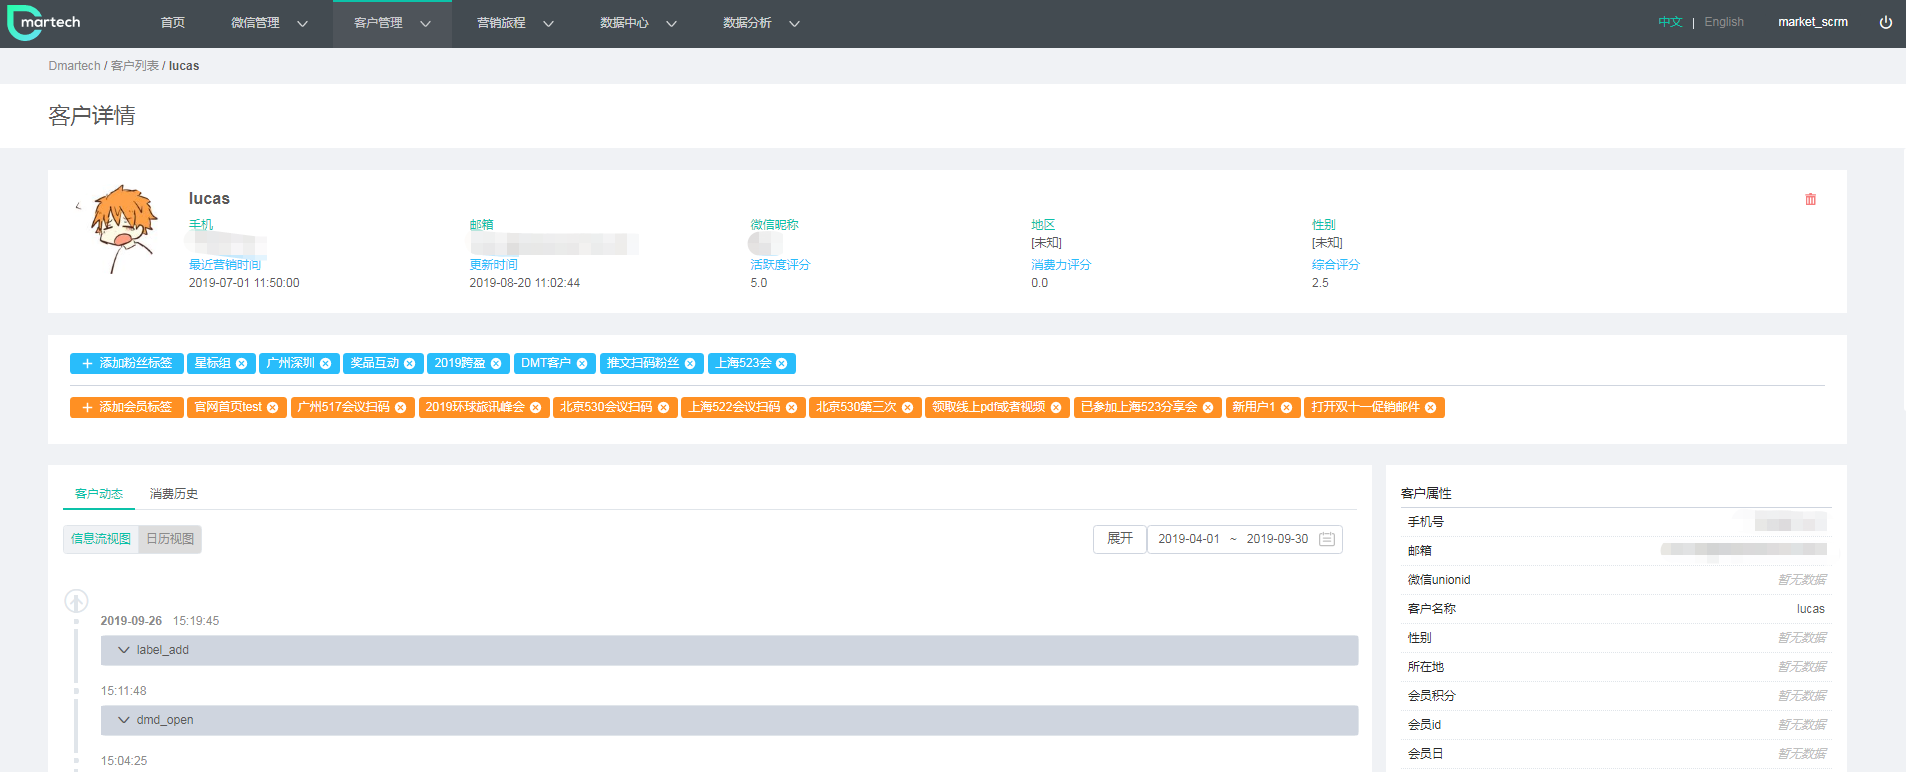 martech 首页 微信管理 客户管理 营销旅程 数据中心 数据分析 中文 | English market_scrm
Dmartech / 客户列表 / lucas
客户详情
lucas
手机 邮箱 微信昵称 地区 性别
[未知] [未知]
最近营销时间 更新时间 活跃度评分 消费力评分 综合评分
2019-07-01 11:50:00 2019-08-20 11:02:44 5.0 0.0 2.5
添加粉丝标签 星标组 广州深圳 奖品互动 2019跨盈 DMT客户 推文扫码粉丝 上海523会
添加会员标签 官网首页test 广州517会议扫码 2019环球旅讯峰会 北京530会议扫码 上海522会议扫码 北京530第三次 领取线上pdf或者视频 已参加上海523分享会 新用户1 打开双十一促销邮件
客户动态 消费历史
信息流视图 日历视图 展开 2019-04-01 ~ 2019-09-30
2019-09-26 15:19:45
label_add
15:11:48
dmd_open
15:04:25
客户属性
手机号
邮箱
微信unionid 暂无数据
客户名称 lucas
性别 暂无数据
所在地 暂无数据
会员积分 暂无数据
会员id 暂无数据
会员日 暂无数据